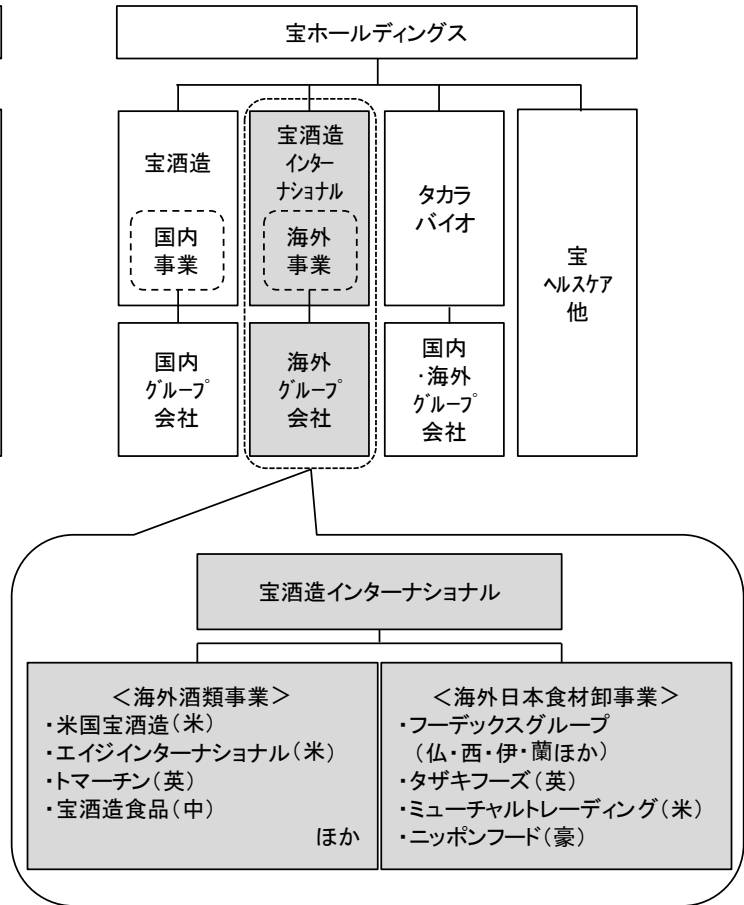 宝ホールディングス
宝酒造
国内
事業
国内
グループ
会社
宝酒造
インター
ナショナル
海外
事業
海外
グループ
会社
タカラ
バイオ
国内
・海外
グループ
会社
宝
ヘルスケア
他
宝酒造インターナショナル
＜海外酒類事業＞
・米国宝酒造（米）
・エイジインターナショナル（米）
・トマーチン（英）
・宝酒造食品（中）
ほか
＜海外日本食材卸事業＞
・フーデックスグループ
（仏・西・伊・蘭ほか）
・タザキフーズ（英）
・ミューチャルトレーディング（米）
・ニッポンフード（豪）